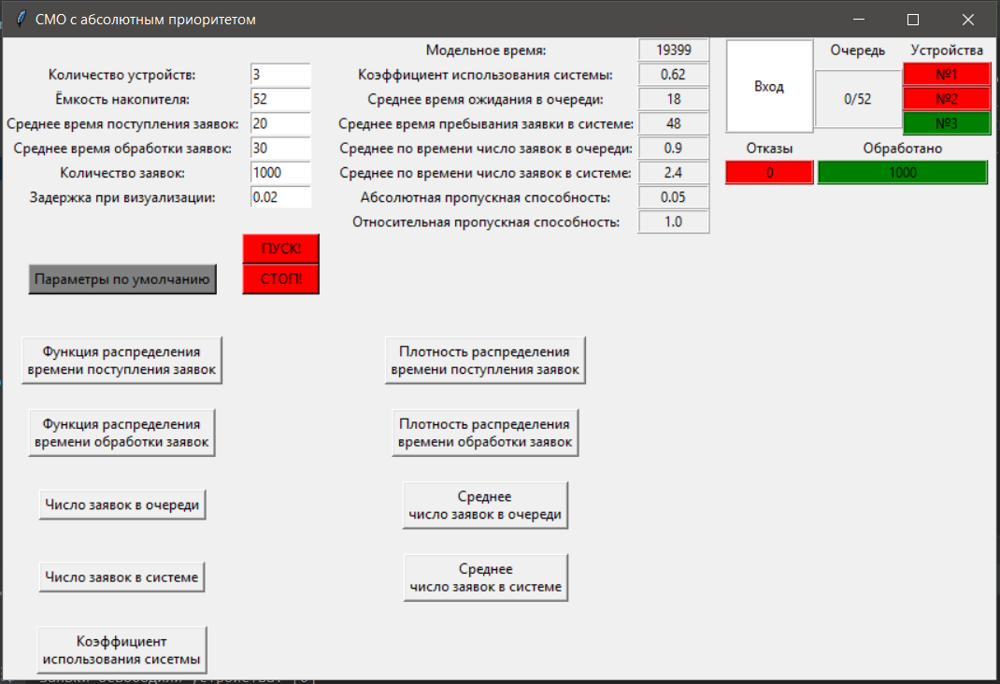 СМО с абсолютным приоритетом
Модельное время: 19399
Очередь Устройства
Количество устройств: 3
Коэффициент использования системы: 0.62
№1
Вход
Ёмкость накопителя: 52
Среднее время ожидания в очереди: 18
0/52
№2
Среднее время поступления заявок: 20
Среднее время пребывания заявки в системе: 48
№3
Среднее время обработки заявок: 30
Среднее по времени число заявок в очереди: 0.9
Отказы Обработано
Количество заявок: 1000
Среднее по времени число заявок в системе: 2.4
0 1000
Задержка при визуализации: 0.02
Абсолютная пропускная способность: 0.05
Относительная пропускная способность: 1.0
ПУСК!
Параметры по умолчанию
СТОП!
Функция распределения
времени поступления заявок
Плотность распределения
времени поступления заявок
Функция распределения
времени обработки заявок
Плотность распределения
времени обработки заявок
Число заявок в очереди
Среднее
число заявок в очереди
Число заявок в системе
Среднее
число заявок в системе
Коэффициент
использования сисетмы